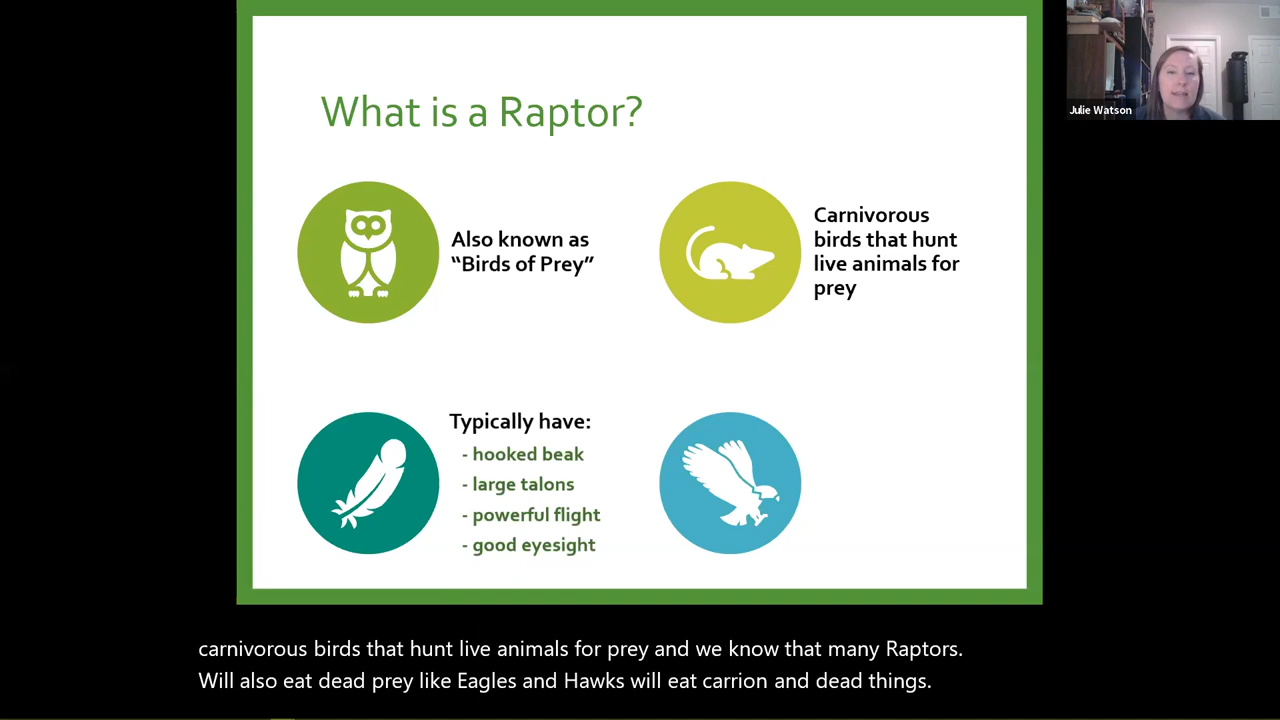 What is a Raptor?
Also known as
“Birds of Prey”
Carnivorous
birds that hunt
live animals for
prey
Typically have:
- hooked beak
- large talons
- powerful flight
- good eyesight
Julie Watson
carnivorous birds that hunt live animals for prey and we know that many Raptors.
Will also eat dead prey like Eagles and Hawks will eat carrion and dead things.